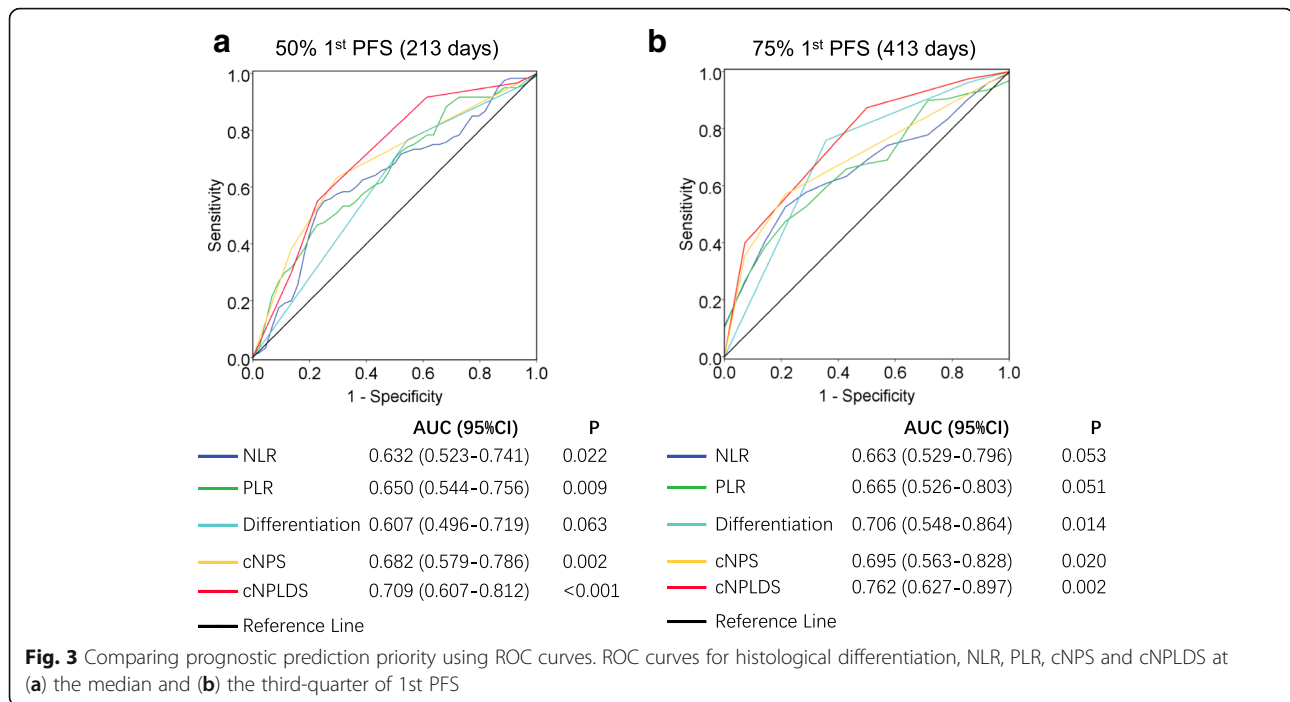 a 50% 1st PFS (213 days)
1.0
0.8
0.6
0.4
0.2
0.0
Sensitivity
0.0 0.2 0.4 0.6 0.8 1.0
1 - Specificity
AUC (95%CI) P
NLR 0.632 (0.523-0.741) 0.022
PLR 0.650 (0.544-0.756) 0.009
Differentiation 0.607 (0.496-0.719) 0.063
cNPS 0.682 (0.579-0.786) 0.002
cNPLDS 0.709 (0.607-0.812) <0.001
Reference Line
b 75% 1st PFS (413 days)
1.0
0.8
0.6
0.4
0.2
0.0
Sensitivity
0.0 0.2 0.4 0.6 0.8 1.0
1 - Specificity
AUC (95%CI) P
NLR 0.663 (0.529-0.796) 0.053
PLR 0.665 (0.526-0.803) 0.051
Differentiation 0.706 (0.548-0.864) 0.014
cNPS 0.695 (0.563-0.828) 0.020
cNPLDS 0.762 (0.627-0.897) 0.002
Reference Line
Fig. 3 Comparing prognostic prediction priority using ROC curves. ROC curves for histological differentiation, NLR, PLR, cNPS and cNPLDS at
(a) the median and (b) the third-quarter of 1st PFS